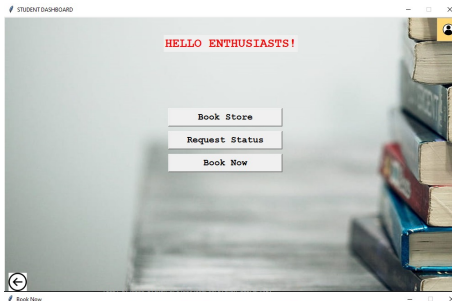 STUDENT DASHBOARD
HELLO ENTHUSIASTS!
Book Store
Request Status
Book Now
Book Now